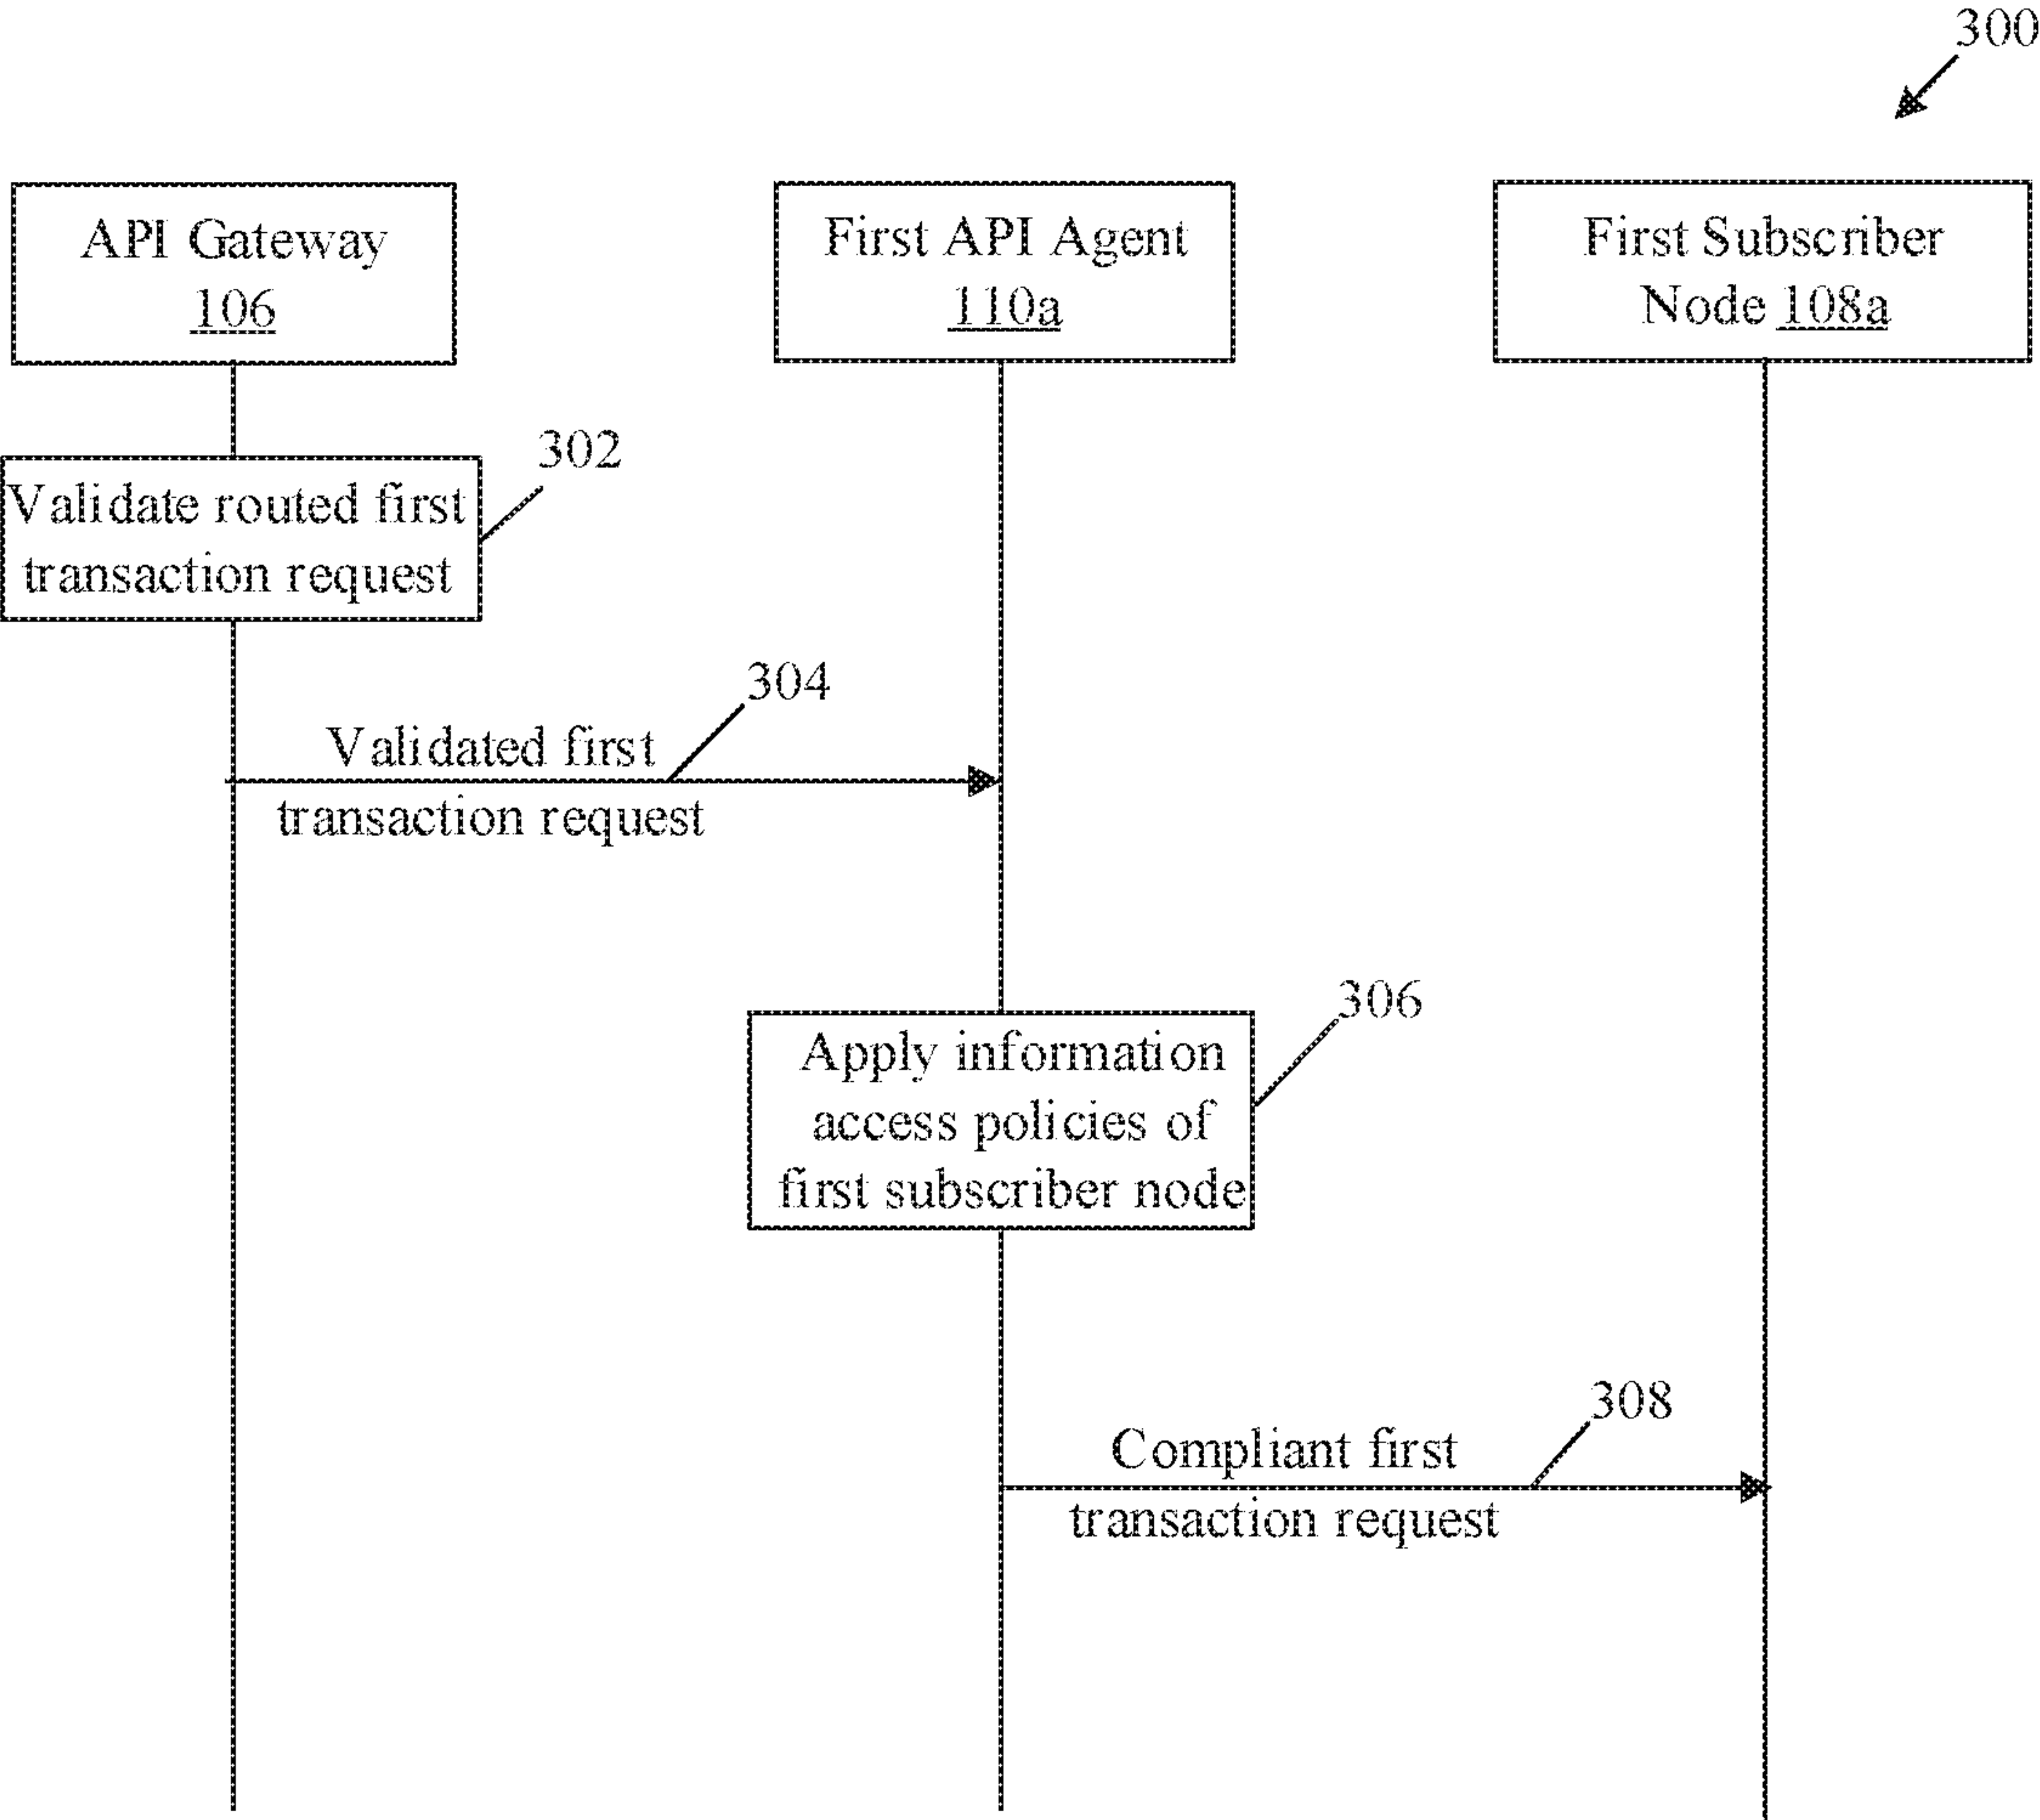 300
API Gateway
106
First API Agent
110a
First Subscriber
Node 108a
302
Validate routed first
transaction request
304
Validated first
transaction request
306
Apply information
access policies of
first subscriber node
308
Compliant first
transaction request